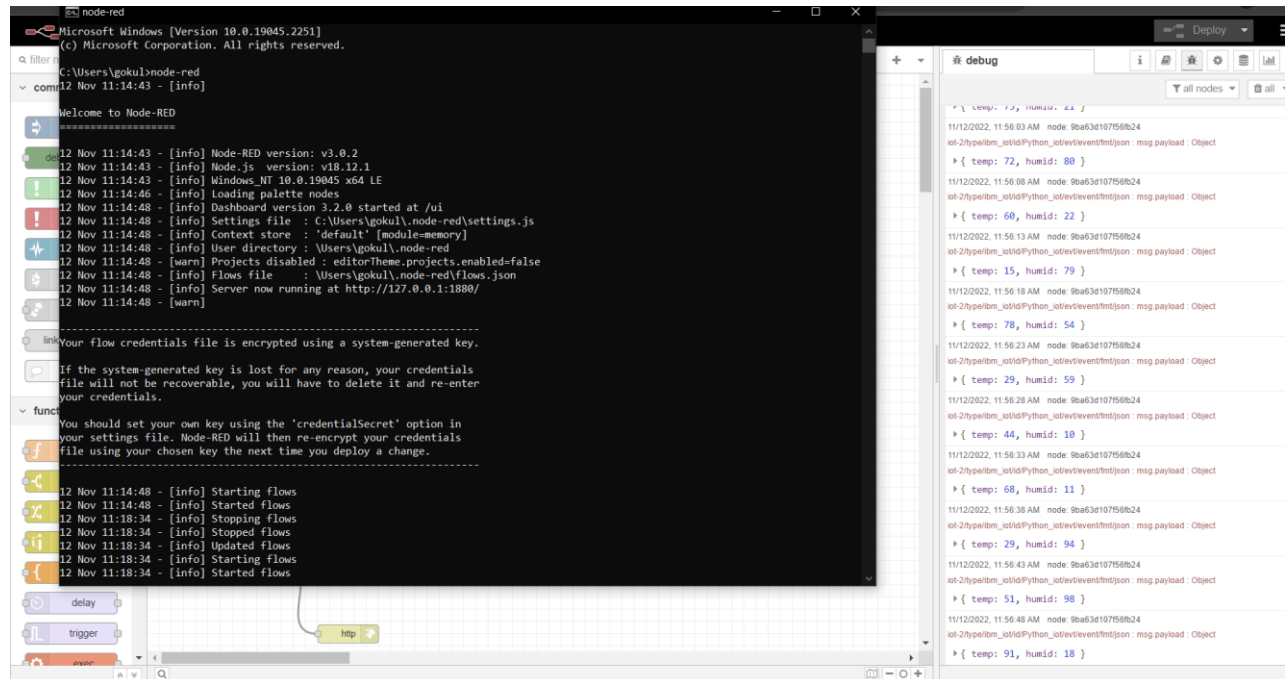 node-red
Microsoft Windows [Version 10.0.19045.2251]
(c) Microsoft Corporation. All rights reserved.
C:\Users\gokul>node-red
12 Nov 11:14:43 - [info]
Welcome to Node-RED
===================
12 Nov 11:14:43 - [info] Node-RED version: v3.0.2
12 Nov 11:14:43 - [info] Node.js  version: v18.12.1
12 Nov 11:14:43 - [info] Windows_NT 10.0.19045 x64 LE
12 Nov 11:14:46 - [info] Loading palette nodes
12 Nov 11:14:48 - [info] Dashboard version 3.2.0 started at /ui
12 Nov 11:14:48 - [info] Settings file  : C:\Users\gokul\.node-red\settings.js
12 Nov 11:14:48 - [info] Context store  : 'default' [module=memory]
12 Nov 11:14:48 - [info] User directory : \Users\gokul\.node-red
12 Nov 11:14:48 - [warn] Projects disabled : editorTheme.projects.enabled=false
12 Nov 11:14:48 - [info] Flows file     : \Users\gokul\.node-red\flows.json
12 Nov 11:14:48 - [info] Server now running at http://127.0.0.1:1880/
12 Nov 11:14:48 - [warn]
---------------------------------------------------------------------
Your flow credentials file is encrypted using a system-generated key.
If the system-generated key is lost for any reason, your credentials
file will not be recoverable, you will have to delete it and re-enter
your credentials.
You should set your own key using the 'credentialSecret' option in
your settings file. Node-RED will then re-encrypt your credentials
file using your chosen key the next time you deploy a change.
---------------------------------------------------------------------
12 Nov 11:14:48 - [info] Starting flows
12 Nov 11:14:48 - [info] Started flows
12 Nov 11:18:34 - [info] Stopping flows
12 Nov 11:18:34 - [info] Stopped flows
12 Nov 11:18:34 - [info] Updated flows
12 Nov 11:18:34 - [info] Starting flows
12 Nov 11:18:34 - [info] Started flows
filter
com
de
link
funct
delay
trigger
exec
http
Deploy
debug
all nodes
all
{ temp: 75, humid: 21 }
11/12/2022, 11:56:03 AM node: 9ba63d107f56fb24
iot-2/type/ibm_iot/id/Python_iot/evt/event/fmt/json : msg.payload : Object
{ temp: 72, humid: 80 }
11/12/2022, 11:56:08 AM node: 9ba63d107f56fb24
iot-2/type/ibm_iot/id/Python_iot/evt/event/fmt/json : msg.payload : Object
{ temp: 60, humid: 22 }
11/12/2022, 11:56:13 AM node: 9ba63d107f56fb24
iot-2/type/ibm_iot/id/Python_iot/evt/event/fmt/json : msg.payload : Object
{ temp: 15, humid: 79 }
11/12/2022, 11:56:18 AM node: 9ba63d107f56fb24
iot-2/type/ibm_iot/id/Python_iot/evt/event/fmt/json : msg.payload : Object
{ temp: 78, humid: 54 }
11/12/2022, 11:56:23 AM node: 9ba63d107f56fb24
iot-2/type/ibm_iot/id/Python_iot/evt/event/fmt/json : msg.payload : Object
{ temp: 29, humid: 59 }
11/12/2022, 11:56:28 AM node: 9ba63d107f56fb24
iot-2/type/ibm_iot/id/Python_iot/evt/event/fmt/json : msg.payload : Object
{ temp: 44, humid: 10 }
11/12/2022, 11:56:33 AM node: 9ba63d107f56fb24
iot-2/type/ibm_iot/id/Python_iot/evt/event/fmt/json : msg.payload : Object
{ temp: 68, humid: 11 }
11/12/2022, 11:56:38 AM node: 9ba63d107f56fb24
iot-2/type/ibm_iot/id/Python_iot/evt/event/fmt/json : msg.payload : Object
{ temp: 29, humid: 94 }
11/12/2022, 11:56:43 AM node: 9ba63d107f56fb24
iot-2/type/ibm_iot/id/Python_iot/evt/event/fmt/json : msg.payload : Object
{ temp: 51, humid: 98 }
11/12/2022, 11:56:48 AM node: 9ba63d107f56fb24
iot-2/type/ibm_iot/id/Python_iot/evt/event/fmt/json : msg.payload : Object
{ temp: 91, humid: 18 }